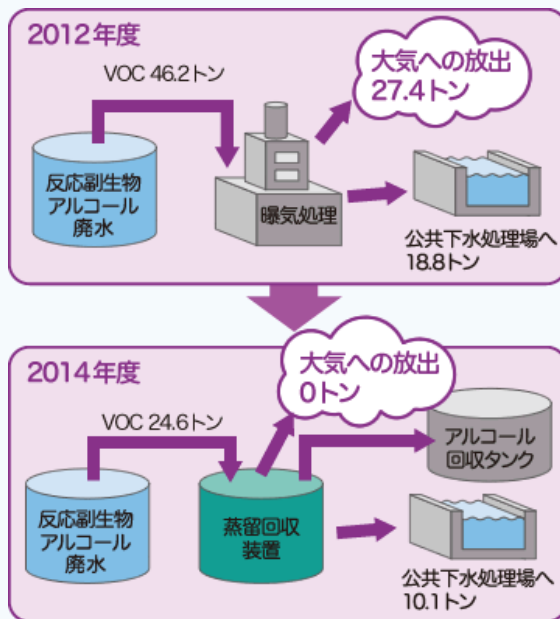 2012年度
VOC 46.2トン
大気への放出
27.4トン
反応副生物
アルコール
廃水
曝気処理
公共下水処理場へ
18.8トン
2014年度
大気への放出
0トン
VOC 24.6トン
アルコール
回収タンク
反応副生物
アルコール
廃水
蒸留回収
装置
公共下水処理場へ
10.1トン